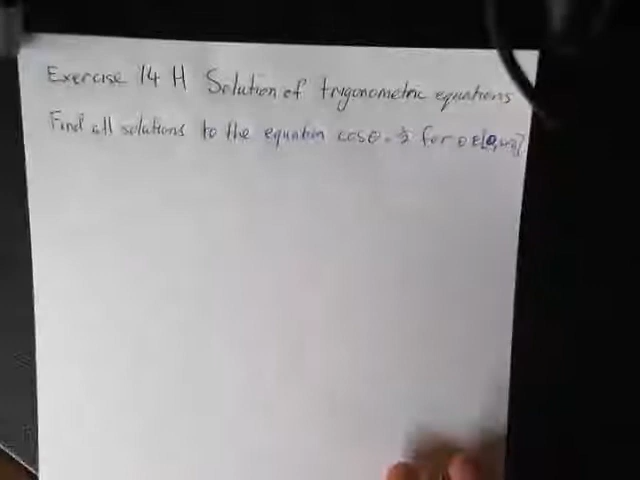 Exercise 14 H Solution of trigonometric equations
Find all solutions to the equation cosθ = ½ for θ ε